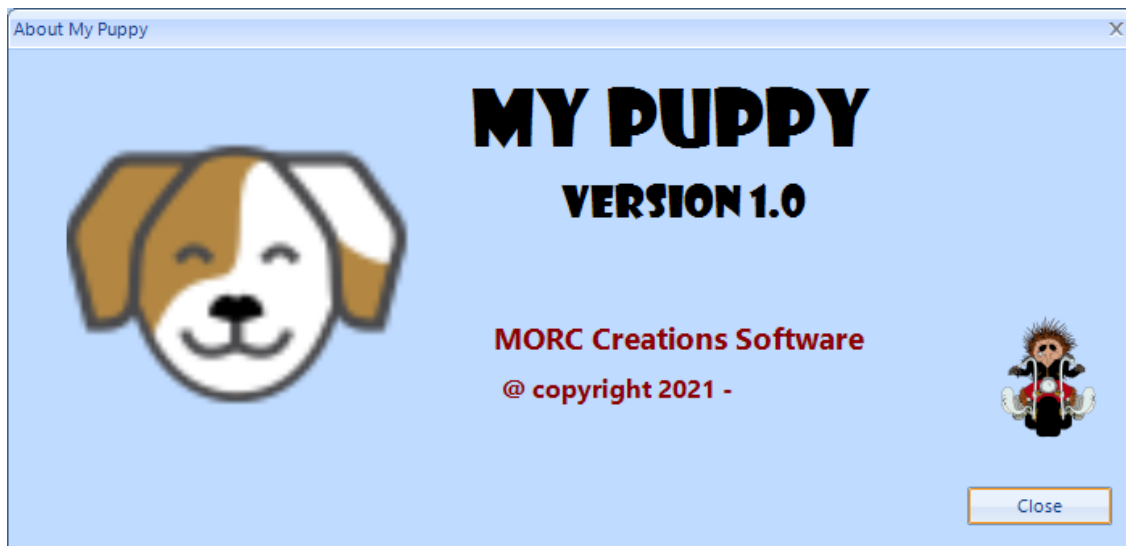 About My Puppy
MY PUPPY
VERSION 1.0
MORC Creations Software
@ copyright 2021 -
Close